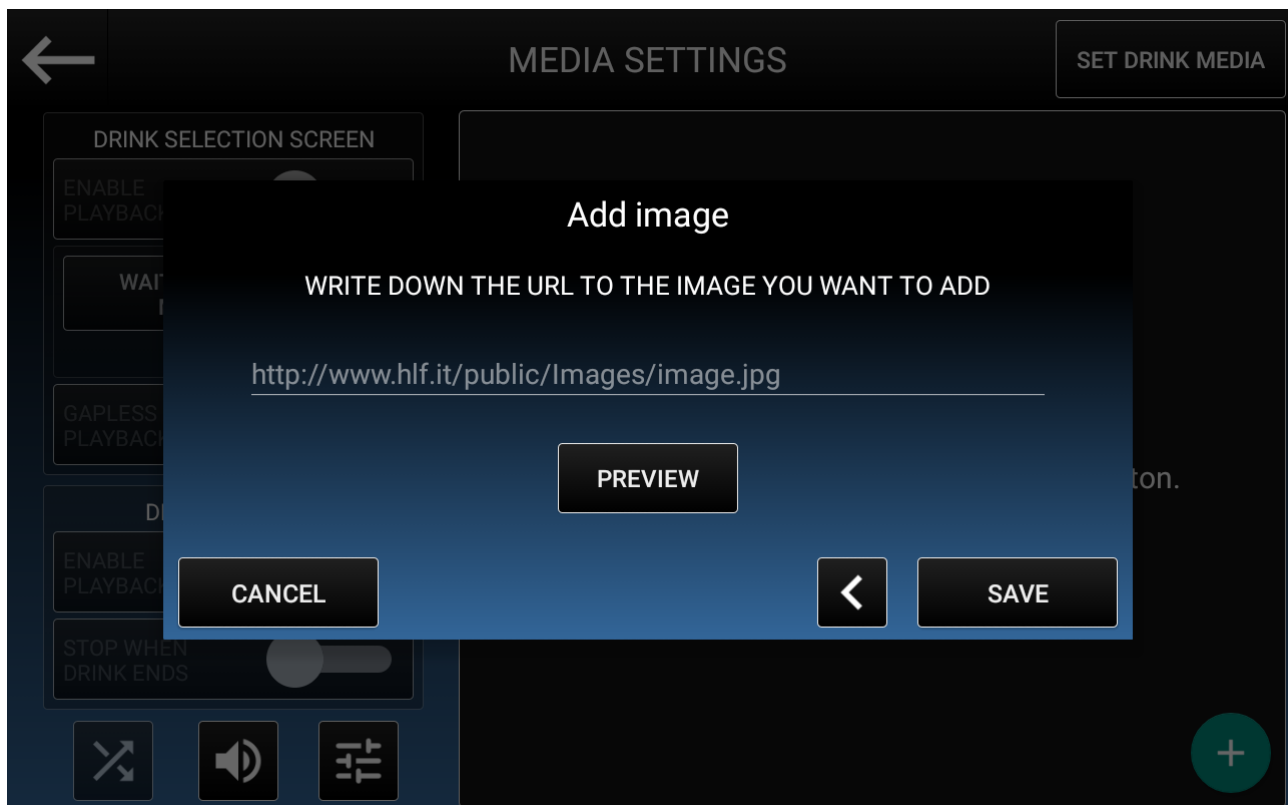 MEDIA SETTINGS
SET DRINK MEDIA
DRINK SELECTION SCREEN
ENABLE
PLAYBACK
Add image
WRITE DOWN THE URL TO THE IMAGE YOU WANT TO ADD
http://www.hlf.it/public/Images/image.jpg
GAPLESS
PLAYBACK
PREVIEW
ton.
ENABLE
PLAYBACK
CANCEL
SAVE
STOP WHEN
DRINK ENDS